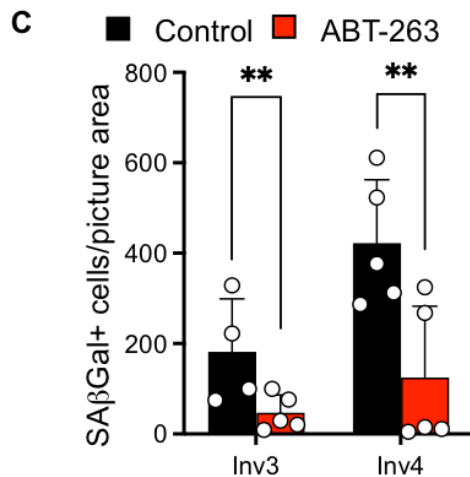 C
Control ABT-263
SAβGal+ cells/picture area
800
600
400
200
0
** **
Inv3 Inv4